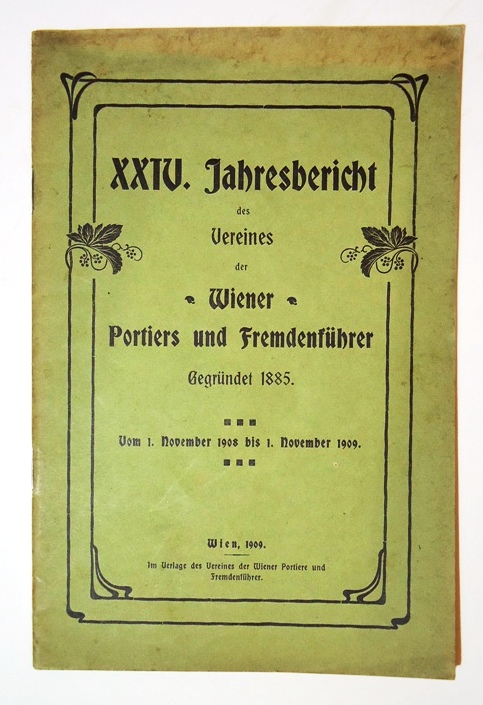 XXIV. Jahresbericht
des
Vereines
der
Wiener
Portiers und Fremdenführer
Gegründet 1885.
Vom 1. November 1908 bis 1. November 1909.
Wien, 1909.
Im Verlage des Vereines der Wiener Portiere und
Fremdenführer.